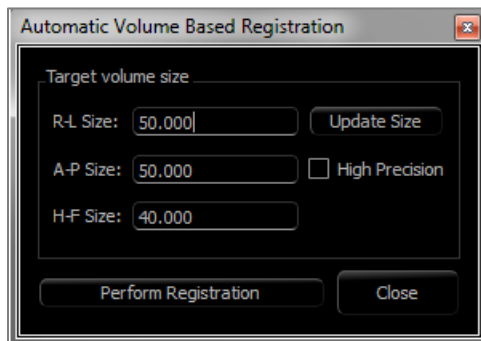 Automatic Volume Based Registration
Target volume size
R-L Size: 50.000 Update Size
A-P Size: 50.000 High Precision
H-F Size: 40.000
Perform Registration Close